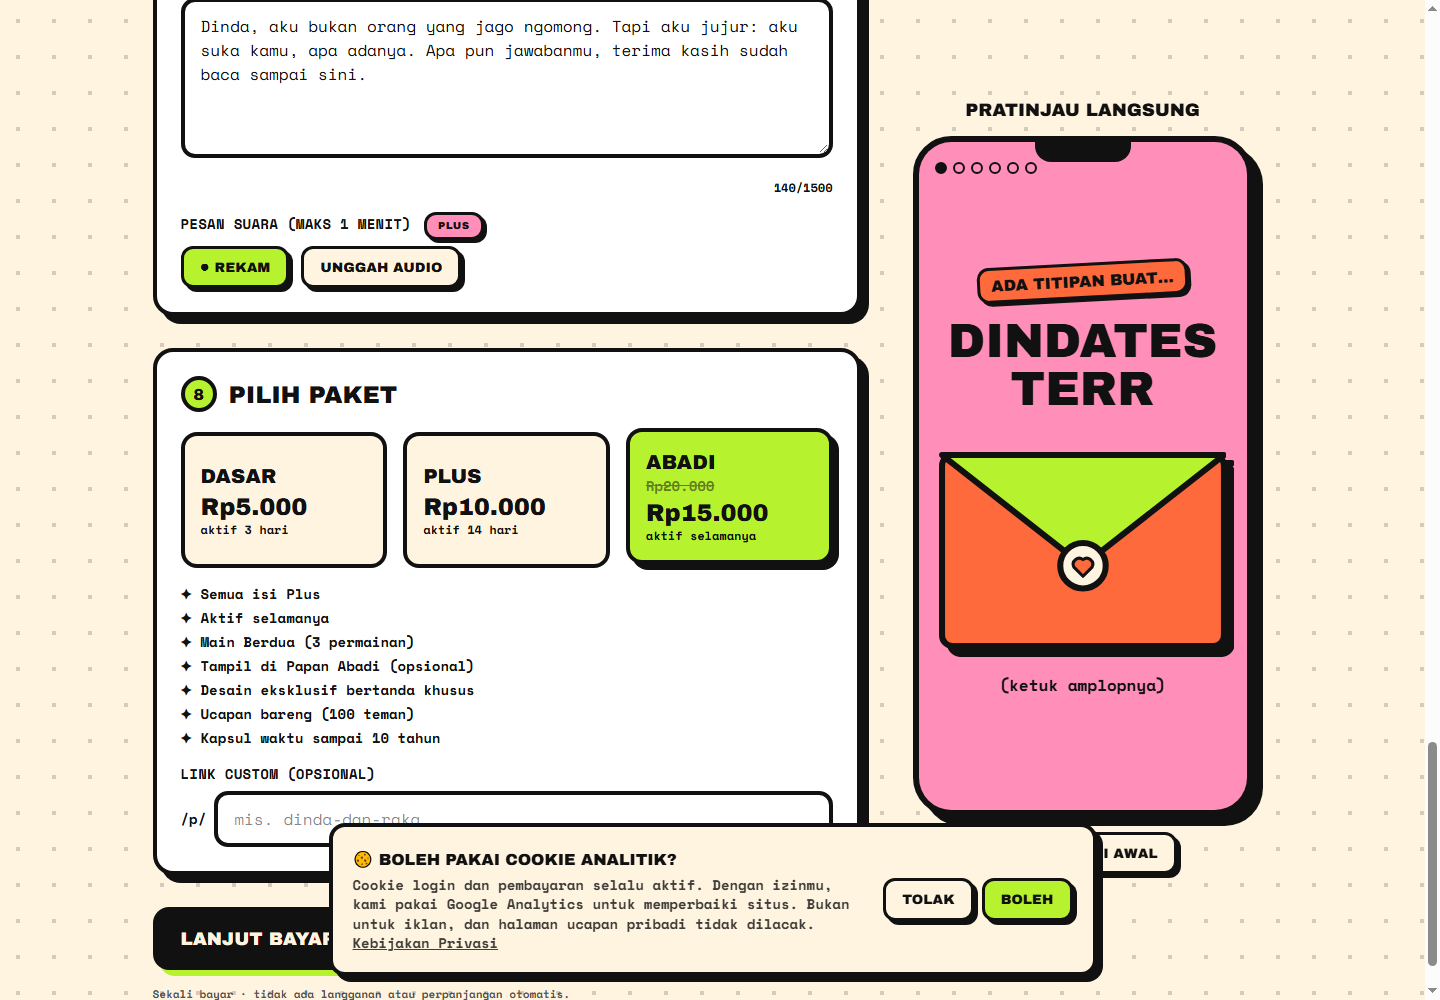 Dinda, aku bukan orang yang jago ngomong. Tapi aku jujur: aku
suka kamu, apa adanya. Apa pun jawabanmu, terima kasih sudah
baca sampai sini.
140/1500
PESAN SUARA (MAKS 1 MENIT) PLUS
REKAM UNGGAH AUDIO
8 PILIH PAKET
DASAR
Rp5.000
aktif 3 hari
PLUS
Rp10.000
aktif 14 hari
ABADI
Rp20.000
Rp15.000
aktif selamanya
✦ Semua isi Plus
✦ Aktif selamanya
✦ Main Berdua (3 permainan)
✦ Tampil di Papan Abadi (opsional)
✦ Desain eksklusif bertanda khusus
✦ Ucapan bareng (100 teman)
✦ Kapsul waktu sampai 10 tahun
LINK CUSTOM (OPSIONAL)
/p/ mis. dinda-dan-raka
LANJUT BAYAR
Sekali bayar · tidak ada langganan atau perpanjangan otomatis.
PRATINJAU LANGSUNG
ADA TITIPAN BUAT...
DINDATES
TERR
(ketuk amplopnya)
I AWAL
🍪 BOLEH PAKAI COOKIE ANALITIK?
Cookie login dan pembayaran selalu aktif. Dengan izinmu,
kami pakai Google Analytics untuk memperbaiki situs. Bukan
untuk iklan, dan halaman ucapan pribadi tidak dilacak.
Kebijakan Privasi
TOLAK BOLEH